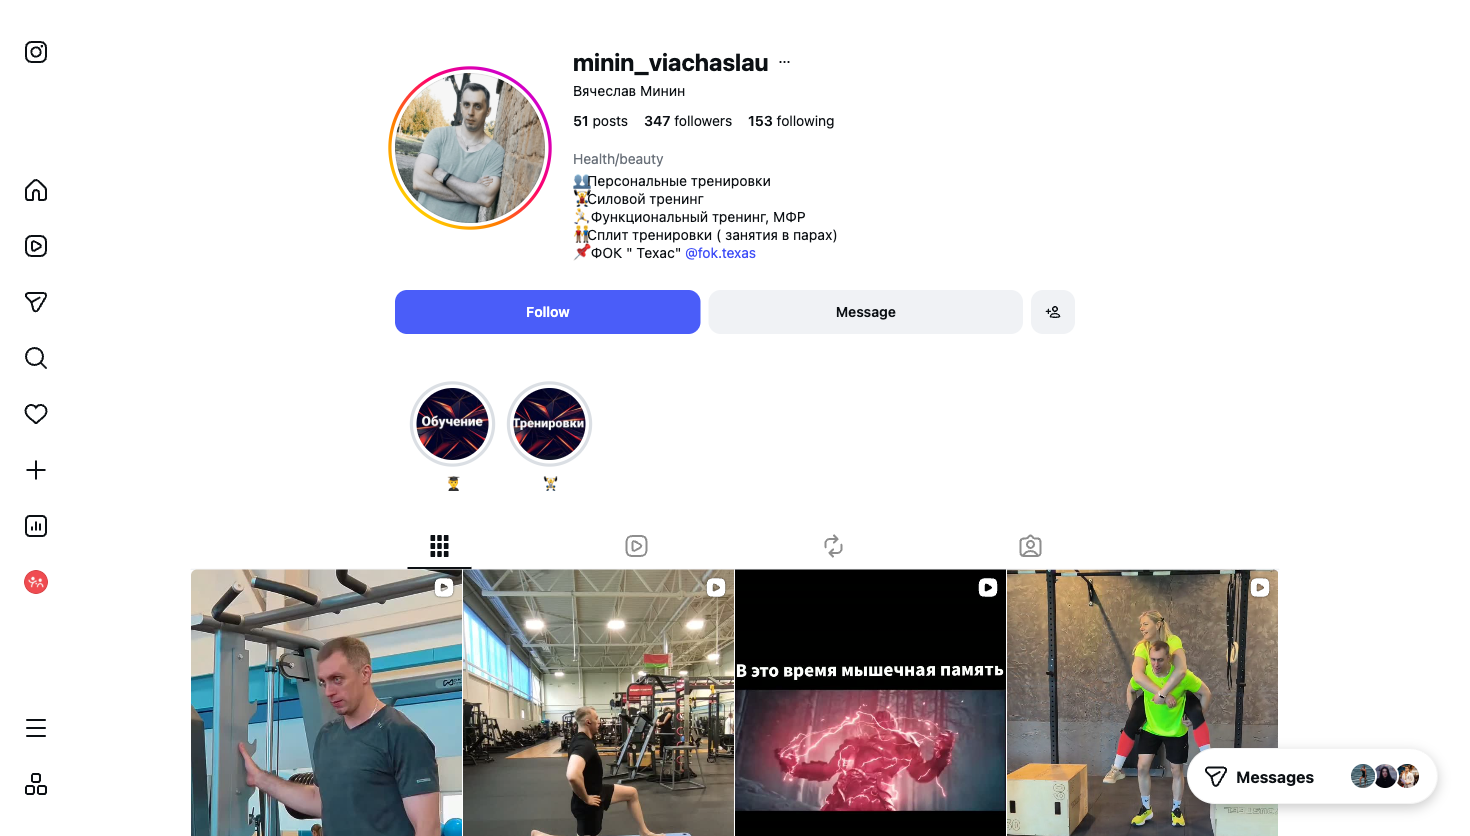 minin_viachaslau ...
Вячеслав Минин
51 posts 347 followers 153 following
Health/beauty
👥Персональные тренировки
🏋Силовой тренинг
🤾Функциональный тренинг, МФР
👬Сплит тренировки ( занятия в парах)
📌ФОК " Техас" @fok.texas
Follow
Message
Обучение
Тренировки
В это время мышечная память
Messages